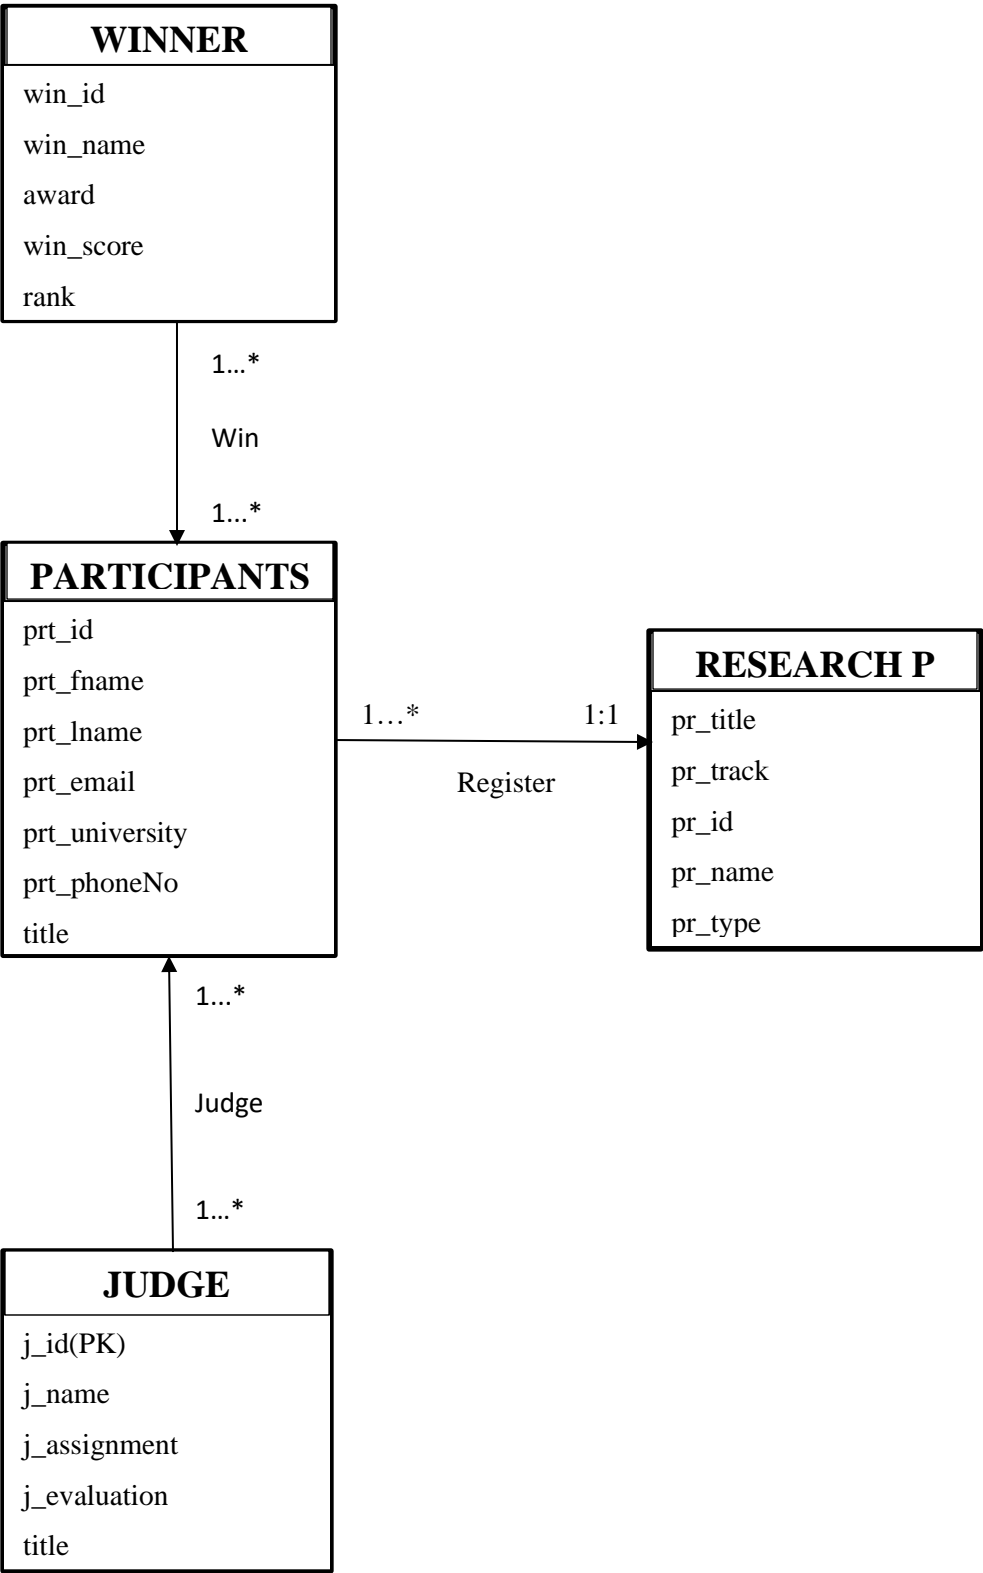 WINNER
win_id
win_name
award
win_score
rank
1...*
Win
1...*
PARTICIPANTS
prt_id
prt_fname
prt_lname
prt_email
prt_university
prt_phoneNo
title
1…*
1:1
Register
RESEARCH P
pr_title
pr_track
pr_id
pr_name
pr_type
1...*
Judge
1...*
JUDGE
j_id(PK)
j_name
j_assignment
j_evaluation
title